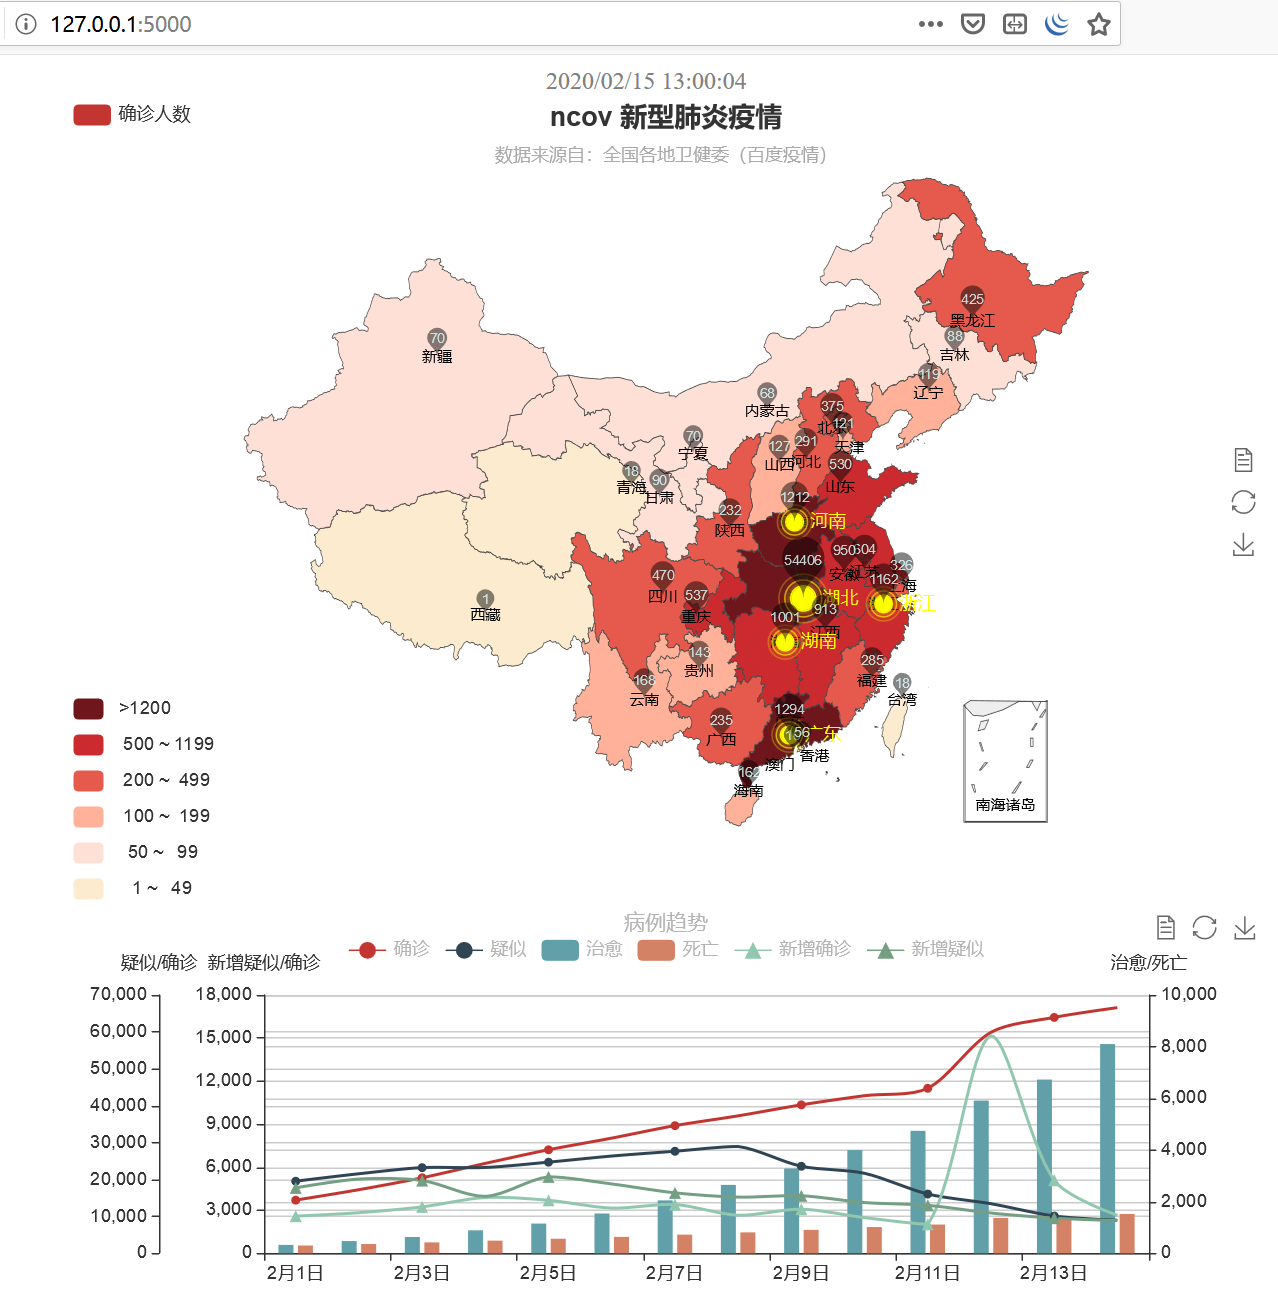 127.0.0.1:5000
2020/02/15 13:00:04
确诊人数
ncov 新型肺炎疫情
数据来源自：全国各地卫健委（百度疫情）
425
黑龙江
88
吉林
70
新疆
119
辽宁
68
内蒙古
375
北京
121
天津
70
宁夏
127
山西
291
河北
18
青海
90
甘肃
530
山东
1212
河南
232
陕西
54406
湖北
950
安徽
604
江苏
326
上海
1162
浙江
470
四川
537
重庆
1
西藏
913
江西
1001
湖南
143
贵州
285
福建
168
云南
18
台湾
235
广西
1294
广东
56
香港
澳门
162
海南
南海诸岛
>1200
500 ~ 1199
200 ~ 499
100 ~ 199
50 ~ 99
1 ~ 49
病例趋势
确诊 疑似 治愈 死亡 新增确诊 新增疑似
疑似/确诊 新增疑似/确诊 治愈/死亡
70,000 18,000 10,000
60,000 15,000 8,000
50,000 12,000 6,000
40,000 9,000 4,000
30,000 6,000 2,000
20,000 3,000 0
10,000 0
0
2月1日 2月3日 2月5日 2月7日 2月9日 2月11日 2月13日